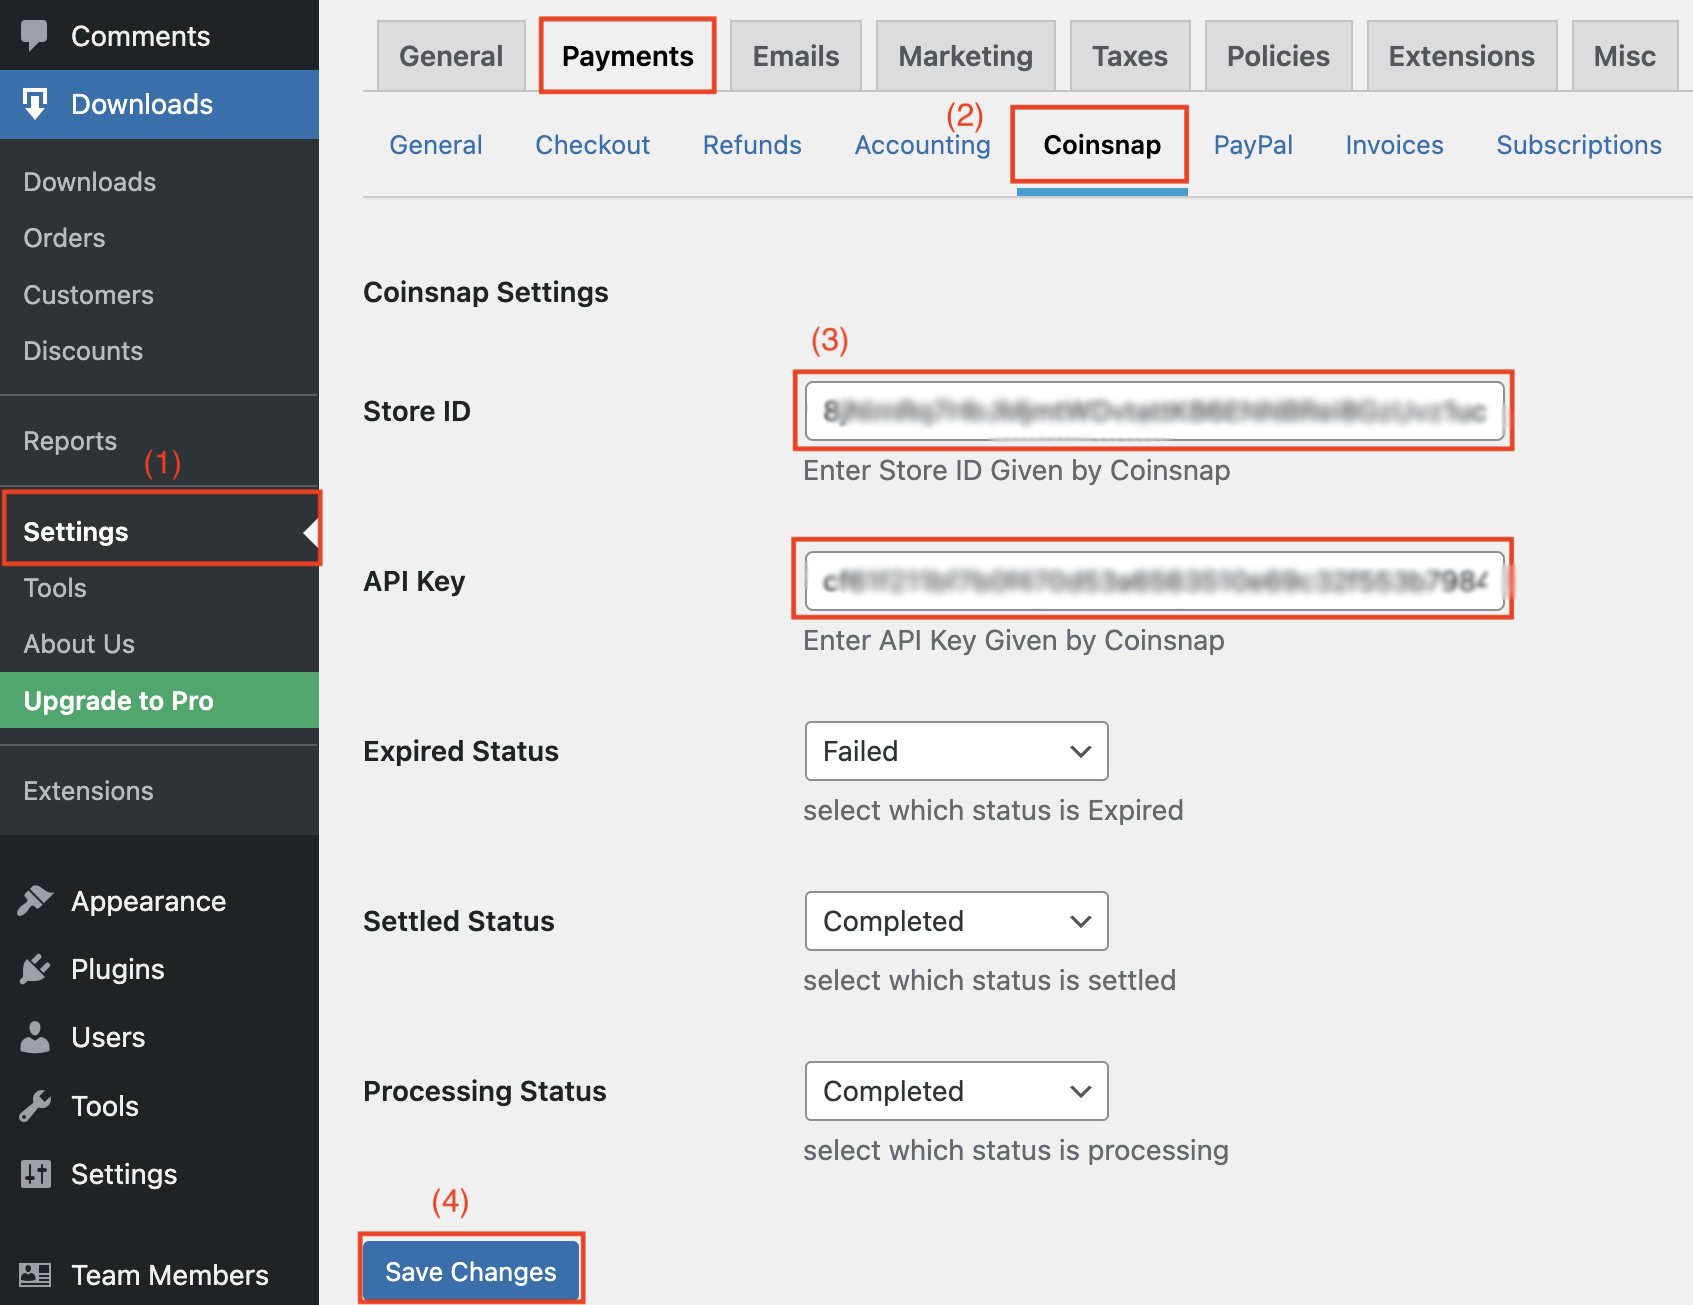 Comments
Downloads
Downloads
Orders
Customers
Discounts
Reports
(1)
Settings
Tools
About Us
Upgrade to Pro
Extensions
Appearance
Plugins
Users
Tools
Settings
Team Members
General Payments Emails Marketing Taxes Policies Extensions Misc
(2)
General Checkout Refunds Accounting Coinsnap PayPal Invoices Subscriptions
Coinsnap Settings
(3)
Store ID
Enter Store ID Given by Coinsnap
API Key
Enter API Key Given by Coinsnap
Expired Status Failed
select which status is Expired
Settled Status Completed
select which status is settled
Processing Status Completed
select which status is processing
(4)
Save Changes